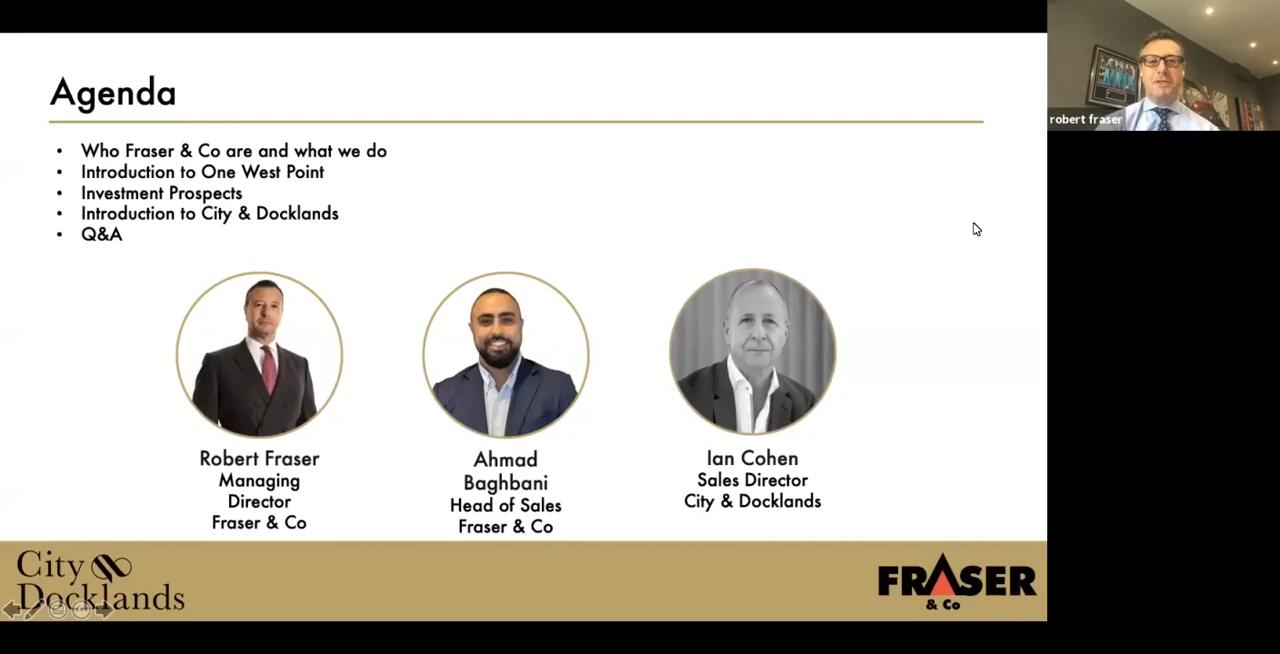 Agenda
• Who Fraser & Co are and what we do
• Introduction to One West Point
• Investment Prospects
• Introduction to City & Docklands
• Q&A
Robert Fraser
Managing
Director
Fraser & Co
Ahmad
Baghbani
Head of Sales
Fraser & Co
Ian Cohen
Sales Director
City & Docklands
City &
Docklands
FRASER
& Co
robert fraser